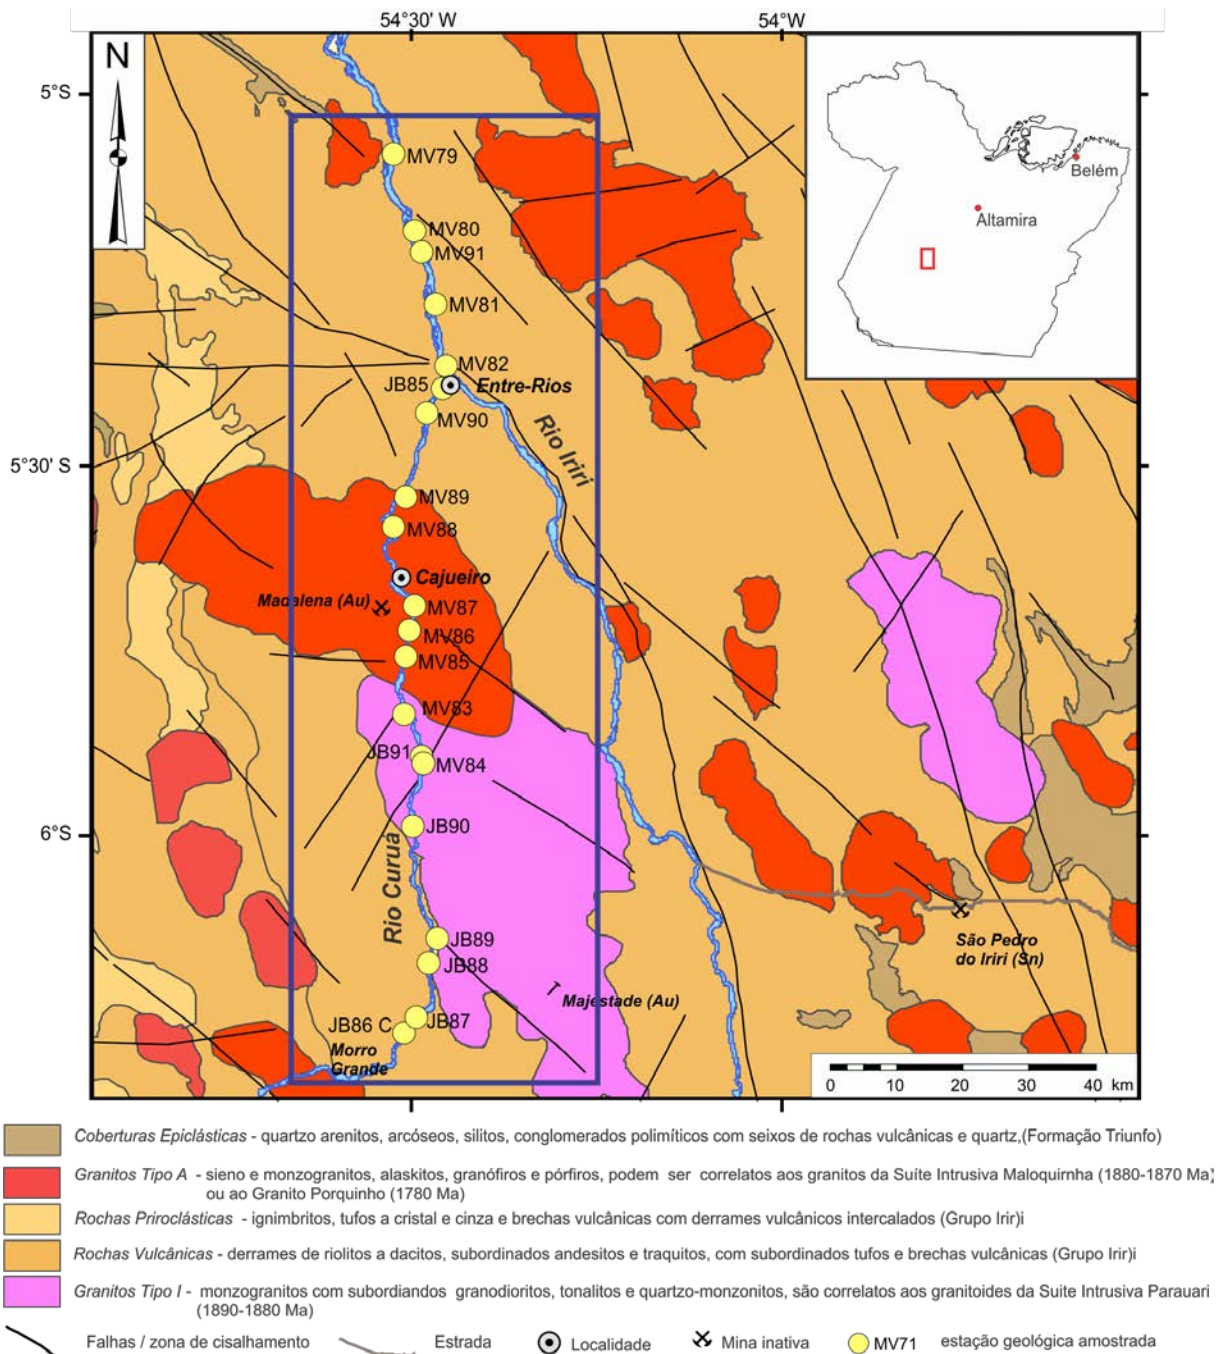 54°30' W
54°W
5°S
5°30' S
6°S
N
Belém
Altamira
MV79
MV80
MV91
MV81
MV82
JB85
Entre-Rios
MV90
Rio Iriri
MV89
MV88
Cajueiro
Madalena (Au)
MV87
MV86
MV85
MV83
JB91
MV84
JB90
Rio Curuá
JB89
JB88
São Pedro
do Iriri (Sn)
Majestade (Au)
JB87
JB86 C
Morro
Grande
0 10 20 30 40 km
Coberturas Epiclásticas - quartzo arenitos, arcóseos, silitos, conglomerados polimíticos com seixos de rochas vulcânicas e quartz,(Formação Triunfo)
Granitos Tipo A - sieno e monzogranitos, alaskitos, granófiros e pórfiros, podem ser correlatos aos granitos da Suíte Intrusiva Maloquirnha (1880-1870 Ma)
ou ao Granito Porquinho (1780 Ma)
Rochas Priroclásticas - ignimbritos, tufos a cristal e cinza e brechas vulcânicas com derrames vulcânicos intercalados (Grupo Irir)i
Rochas Vulcânicas - derrames de riolitos a dacitos, subordinados andesitos e traquitos, com subordinados tufos e brechas vulcânicas (Grupo Irir)i
Granitos Tipo I - monzogranitos com subordiandos granodioritos, tonalitos e quartzo-monzonitos, são correlatos aos granitoides da Suite Intrusiva Parauari
(1890-1880 Ma)
Falhas / zona de cisalhamento
Estrada
Localidade
Mina inativa
MV71
estação geológica amostrada